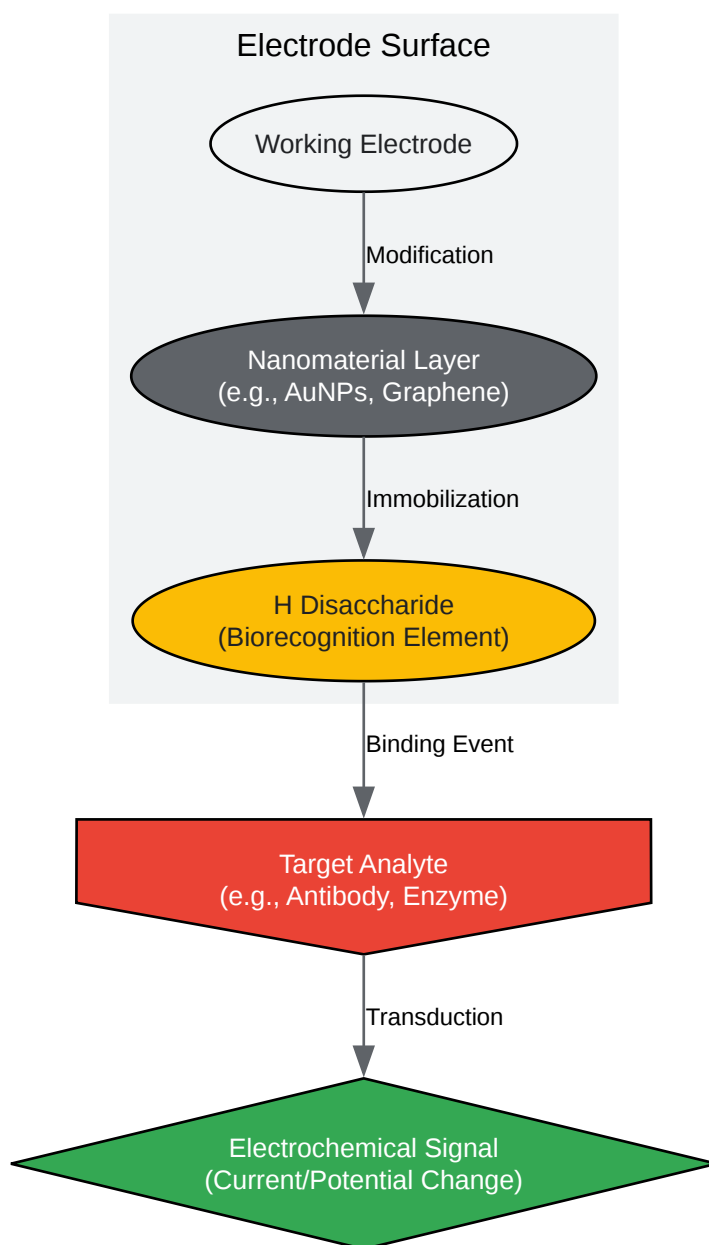 Electrode Surface
Working Electrode
Modification
Nanomaterial Layer
(e.g., AuNPs, Graphene)
Immobilization
H Disaccharide
(Biorecognition Element)
Binding Event
Target Analyte
(e.g., Antibody, Enzyme)
Transduction
Electrochemical Signal
(Current/Potential Change)